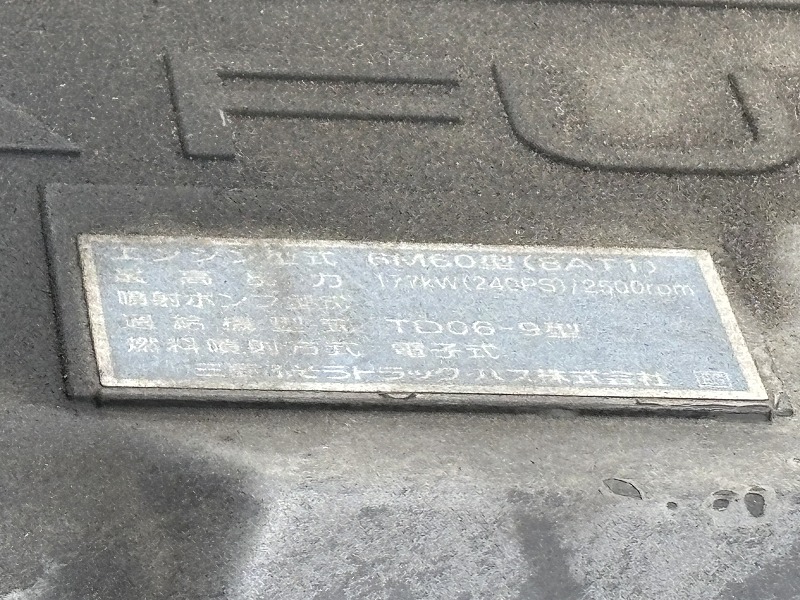 FU
エンジン型式 6M60型(8AT1)
最高出力 177kW(240PS)/2500rpm
噴射ポンプ型式
過給機型式 TD06-9型
燃料噴射方式 電子式
三菱ふそうトラック・バス株式会社